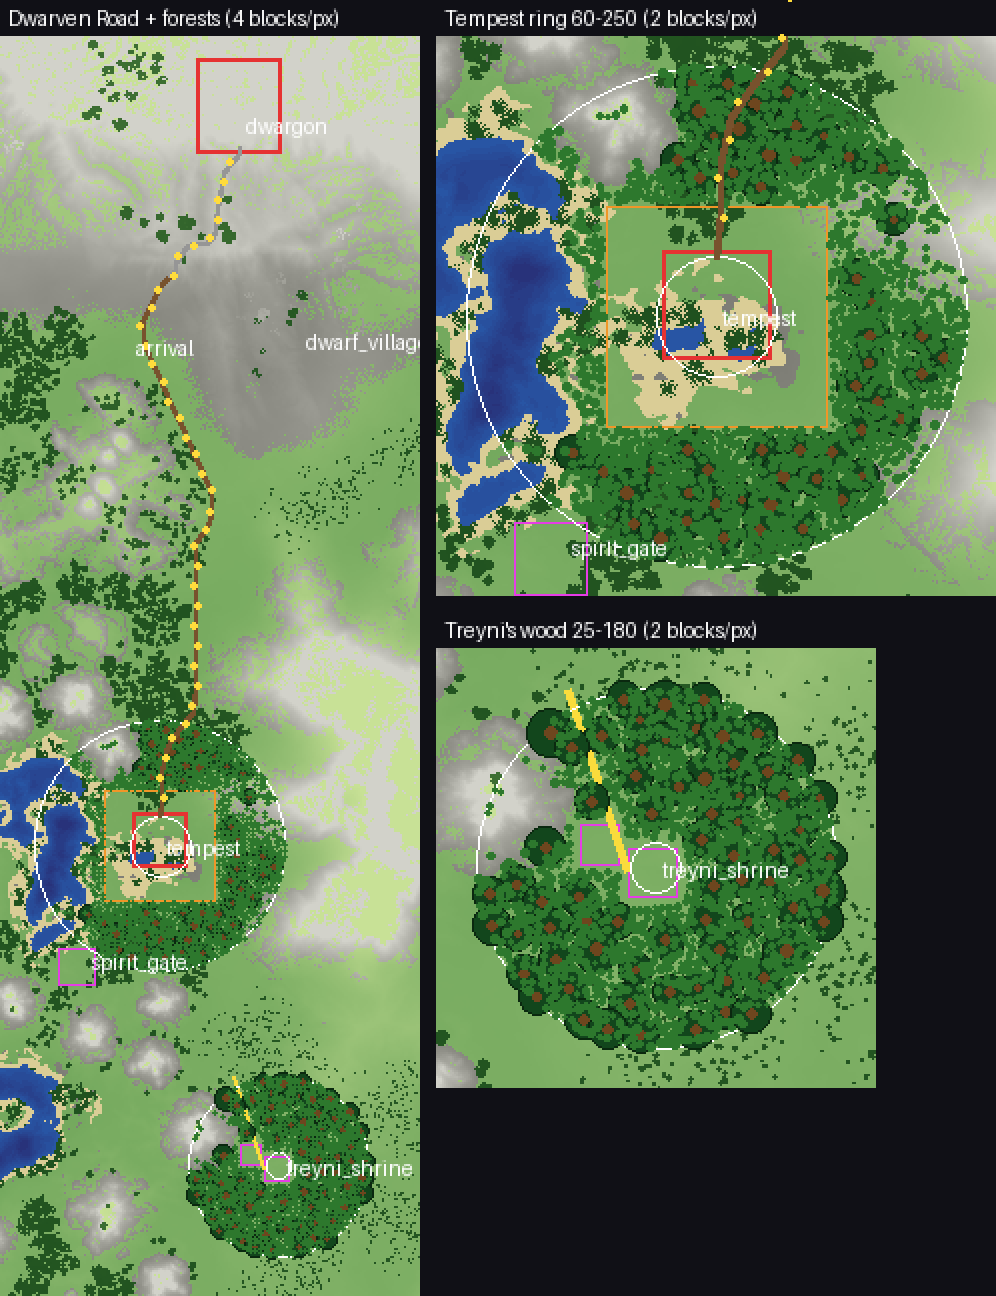 Dwarven Road + forests (4 blocks/px)
dwargon
arrival
dwarf_villag
tempest
spirit_gate
treyni_shrine
Tempest ring 60-250 (2 blocks/px)
tempest
spirit_gate
Treyni's wood 25-180 (2 blocks/px)
treyni_shrine